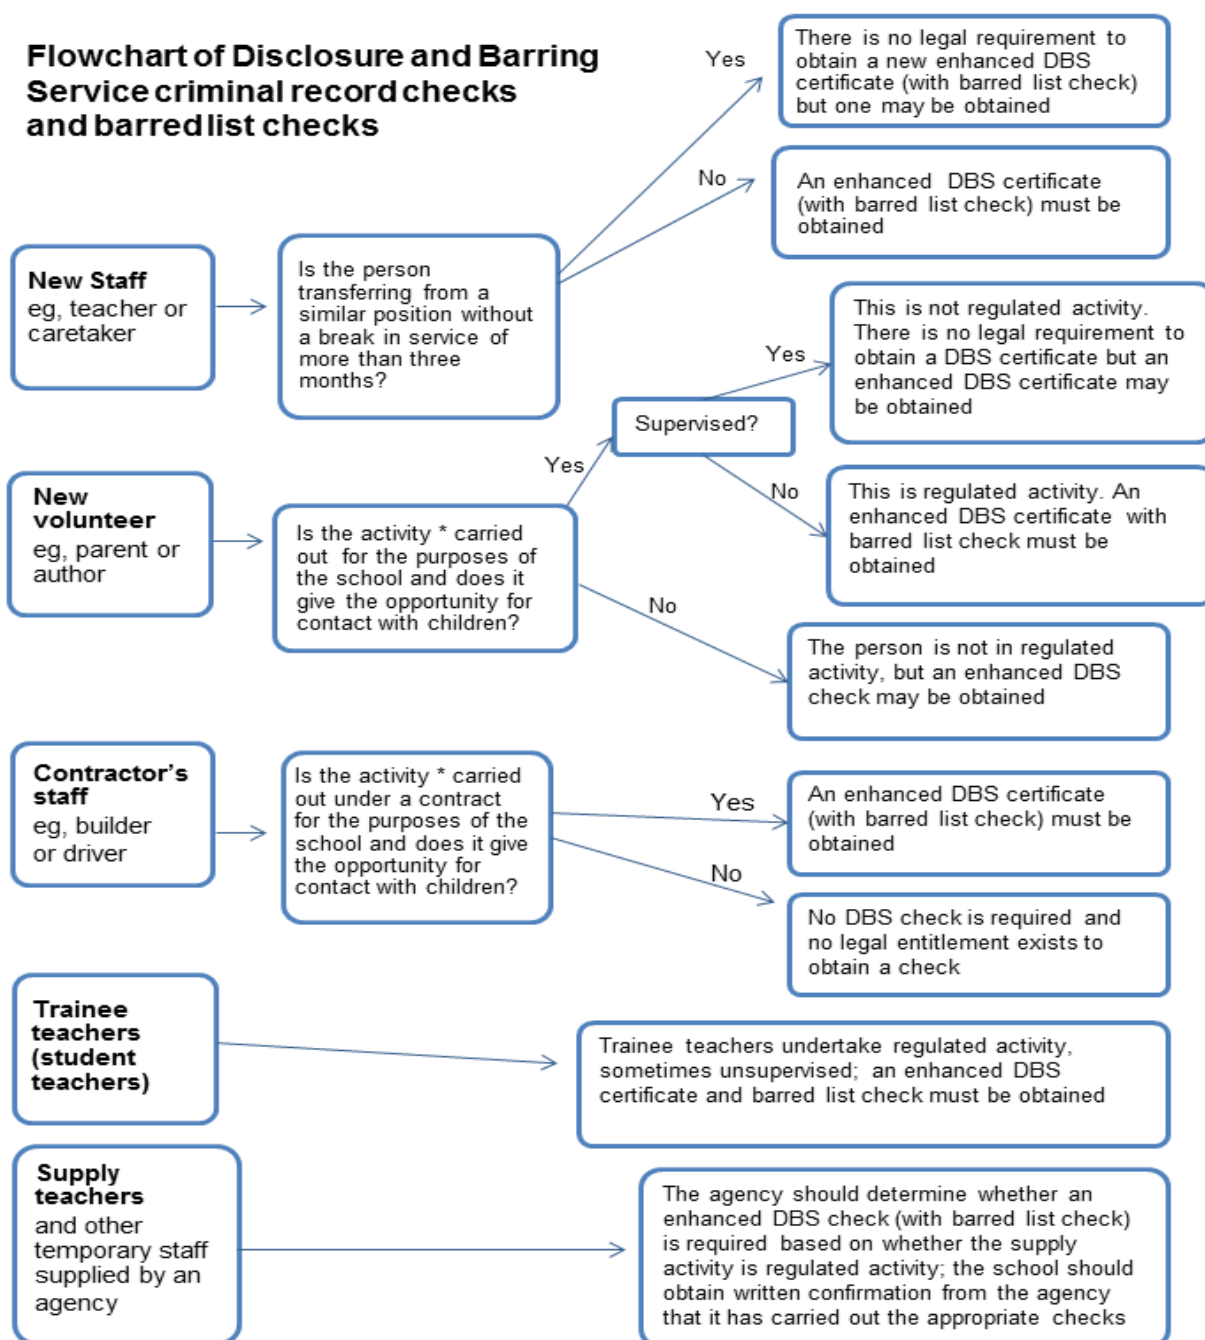 Flowchart of Disclosure and Barring
Service criminal record checks
and barred list checks
Yes
There is no legal requirement to
obtain a new enhanced DBS
certificate (with barred list check)
but one may be obtained
No
An enhanced DBS certificate
(with barred list check) must be
obtained
New Staff
eg, teacher or
caretaker
Is the person
transferring from a
similar position without
a break in service of
more than three
months?
This is not regulated activity.
There is no legal requirement to
obtain a DBS certificate but an
enhanced DBS certificate may
be obtained
Yes
Supervised?
Yes
No
This is regulated activity. An
enhanced DBS certificate with
barred list check must be
obtained
New
volunteer
eg, parent or
author
Is the activity * carried
out for the purposes of
the school and does it
give the opportunity for
contact with children?
No
The person is not in regulated
activity, but an enhanced DBS
check may be obtained
Contractor's
staff
eg, builder
or driver
Is the activity * carried
out under a contract
for the purposes of the
school and does it give
the opportunity for
contact with children?
Yes
An enhanced DBS certificate
(with barred list check) must be
obtained
No
No DBS check is required and
no legal entitlement exists to
obtain a check
Trainee
teachers
(student
teachers)
Trainee teachers undertake regulated activity,
sometimes unsupervised; an enhanced DBS
certificate and barred list check must be obtained
Supply
teachers
and other
temporary staff
supplied by an
agency
The agency should determine whether an
enhanced DBS check (with barred list check)
is required based on whether the supply
activity is regulated activity; the school should
obtain written confirmation from the agency
that it has carried out the appropriate checks